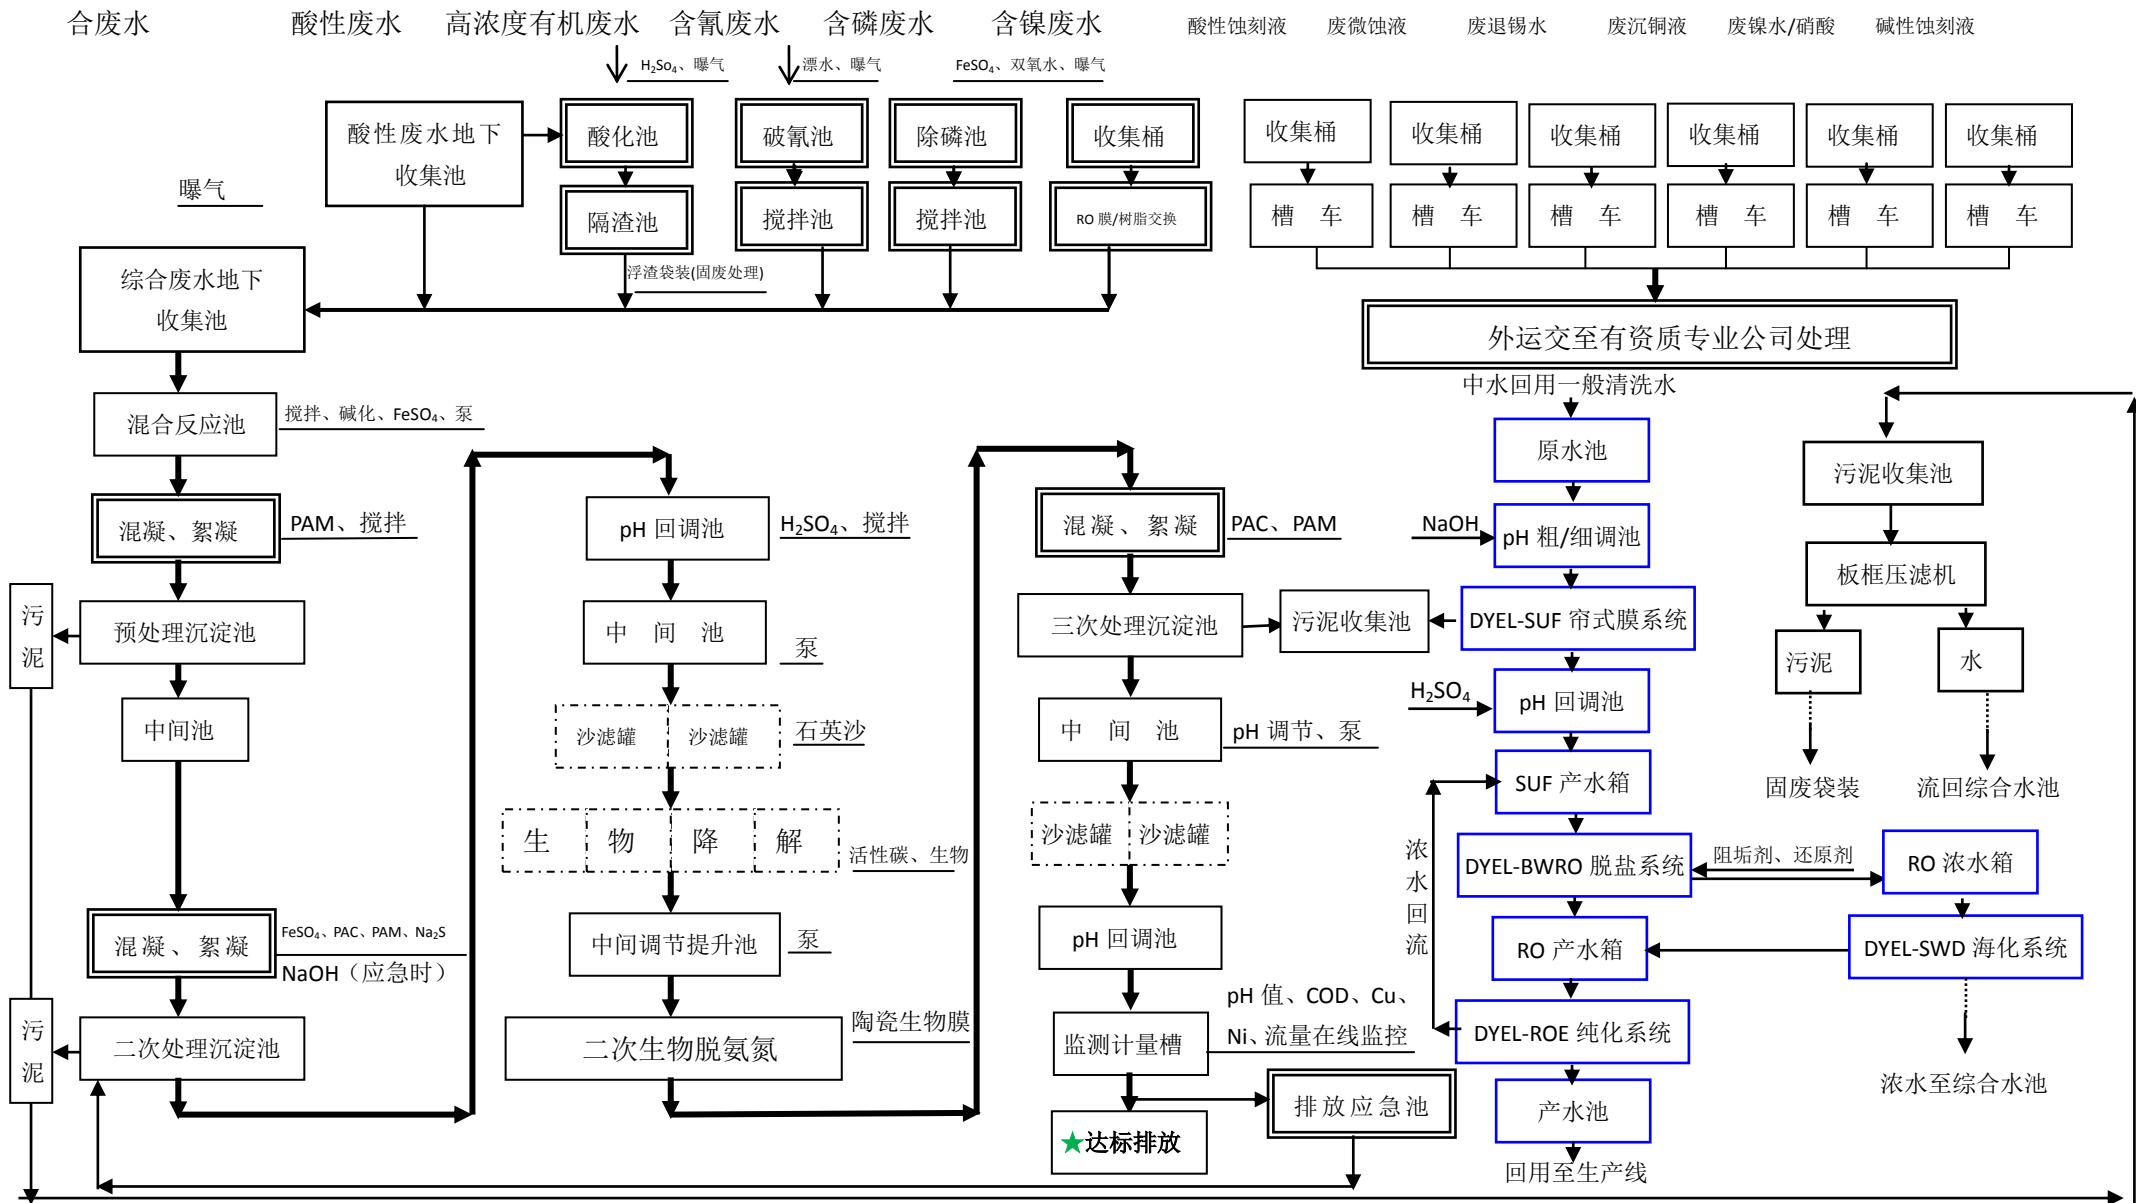 合废水
酸性废水
高浓度有机废水
含氰废水
含磷废水
含镍废水
酸性蚀刻液
废微蚀液
废退锡水
废沉铜液
废镍水/硝酸
碱性蚀刻液
H₂So₄、曝气
漂水、曝气
FeSO₄、双氧水、曝气
酸性废水地下
收集池
酸化池
破氰池
除磷池
收集桶
收集桶
收集桶
收集桶
收集桶
收集桶
收集桶
曝气
隔渣池
搅拌池
搅拌池
RO 膜/树脂交换
槽 车
槽 车
槽 车
槽 车
槽 车
槽 车
浮渣袋装(固废处理)
综合废水地下
收集池
外运交至有资质专业公司处理
混合反应池
搅拌、碱化、FeSO₄、泵
混凝、絮凝
PAM、搅拌
污泥
预处理沉淀池
中间池
混凝、絮凝
FeSO₄、PAC、PAM、Na₂S
NaOH（应急时）
污泥
二次处理沉淀池
pH 回调池
H₂SO₄、搅拌
中 间 池
泵
沙滤罐
沙滤罐
石英沙
生 物 降 解
活性碳、生物
中间调节提升池
泵
二次生物脱氨氮
陶瓷生物膜
混凝、絮凝
PAC、PAM
三次处理沉淀池
污泥收集池
中 间 池
pH 调节、泵
沙滤罐
沙滤罐
pH 回调池
监测计量槽
pH 值、COD、Cu、
Ni、流量在线监控
★达标排放
排放应急池
中水回用一般清洗水
原水池
NaOH
pH 粗/细调池
DYEL-SUF 帘式膜系统
H₂SO₄
pH 回调池
SUF 产水箱
浓水回流
DYEL-BWRO 脱盐系统
阻垢剂、还原剂
RO 浓水箱
RO 产水箱
DYEL-SWD 海化系统
DYEL-ROE 纯化系统
浓水至综合水池
产水池
回用至生产线
污泥收集池
板框压滤机
污泥
水
固废袋装
流回综合水池